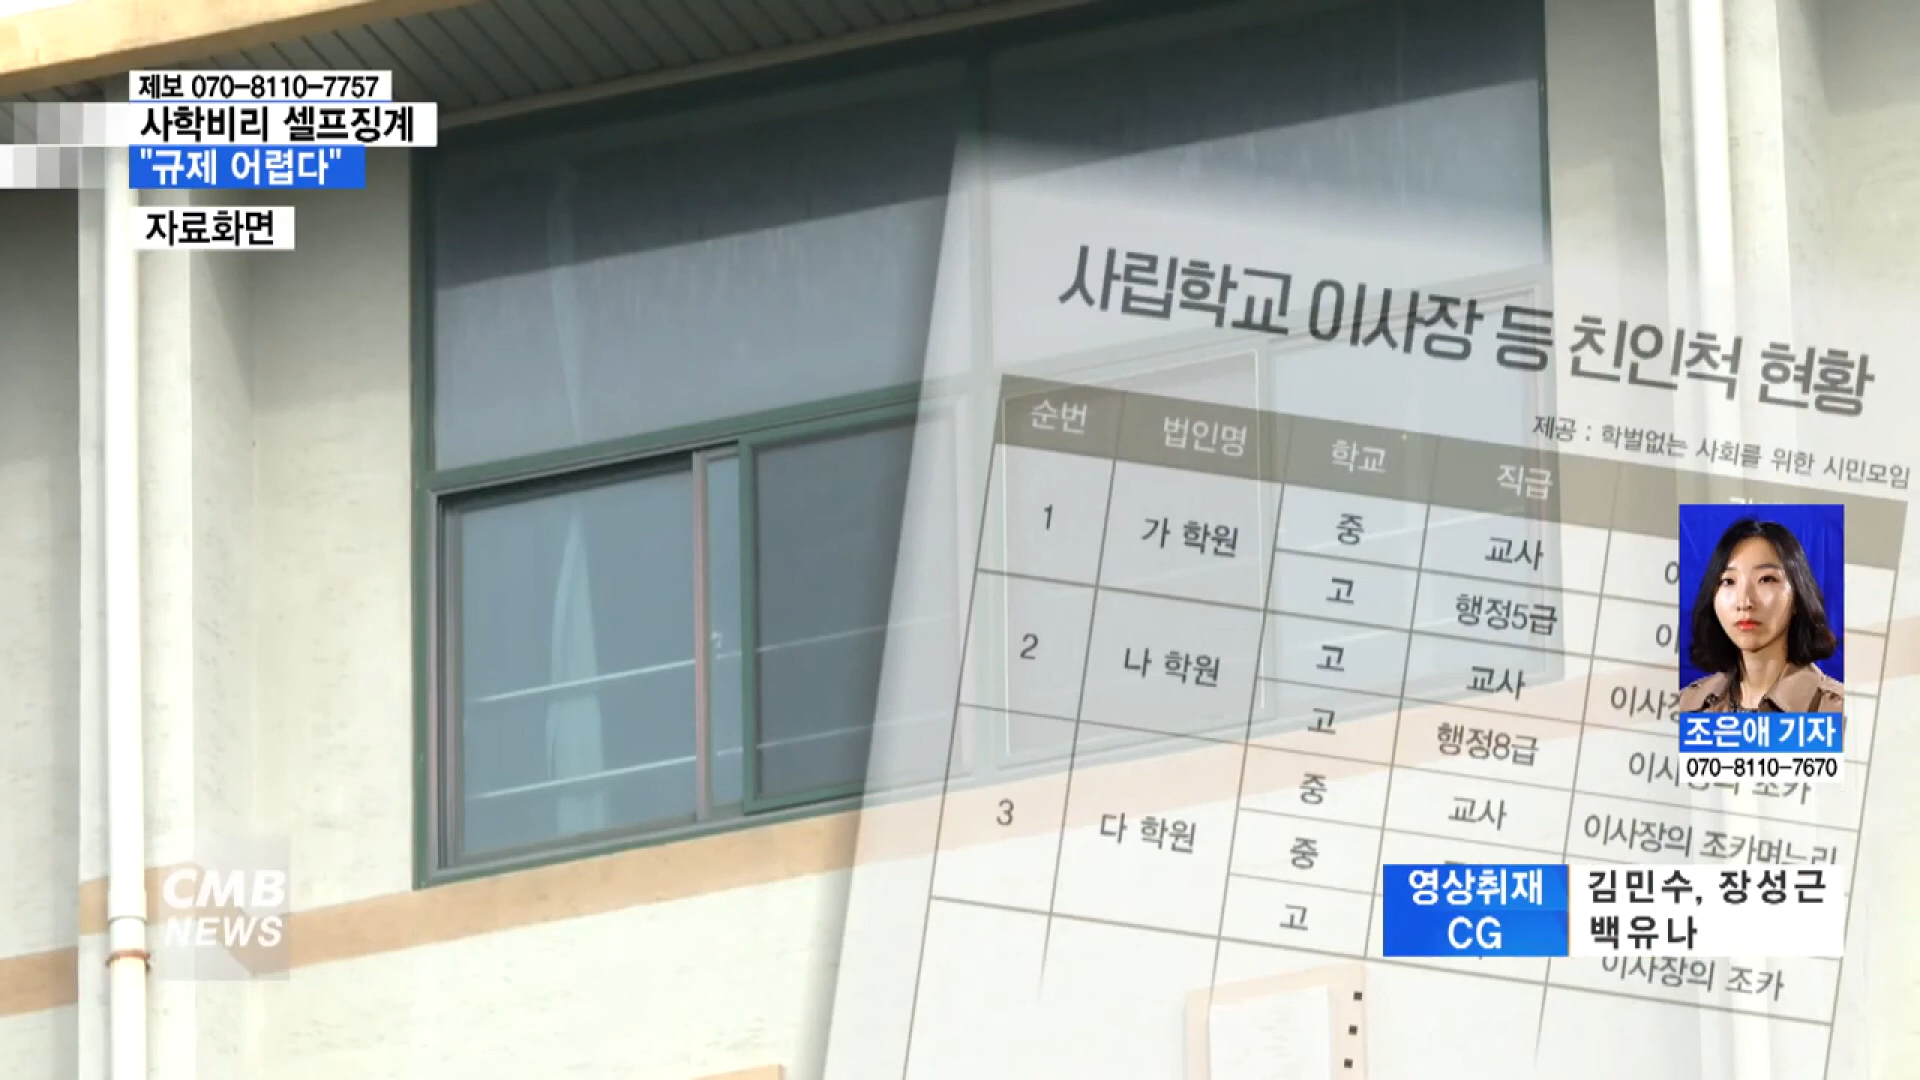 제보 070-8110-7757
사학비리 셀프징계
"규제 어렵다"
자료화면
사립학교 이사장 등 친인척 현황
제공 : 학벌없는 사회를 위한 시민모임
순번 법인명 학교 직급
1 가 학원 중 교사
고 행정5급
2 나 학원 고 교사
고 행정8급
3 다 학원 중 교사
이사장의 조카며느리
중
고
이사장의 조카
조은애 기자
070-8110-7670
영상취재 김민수, 장성근
CG 백유나
CMB
NEWS